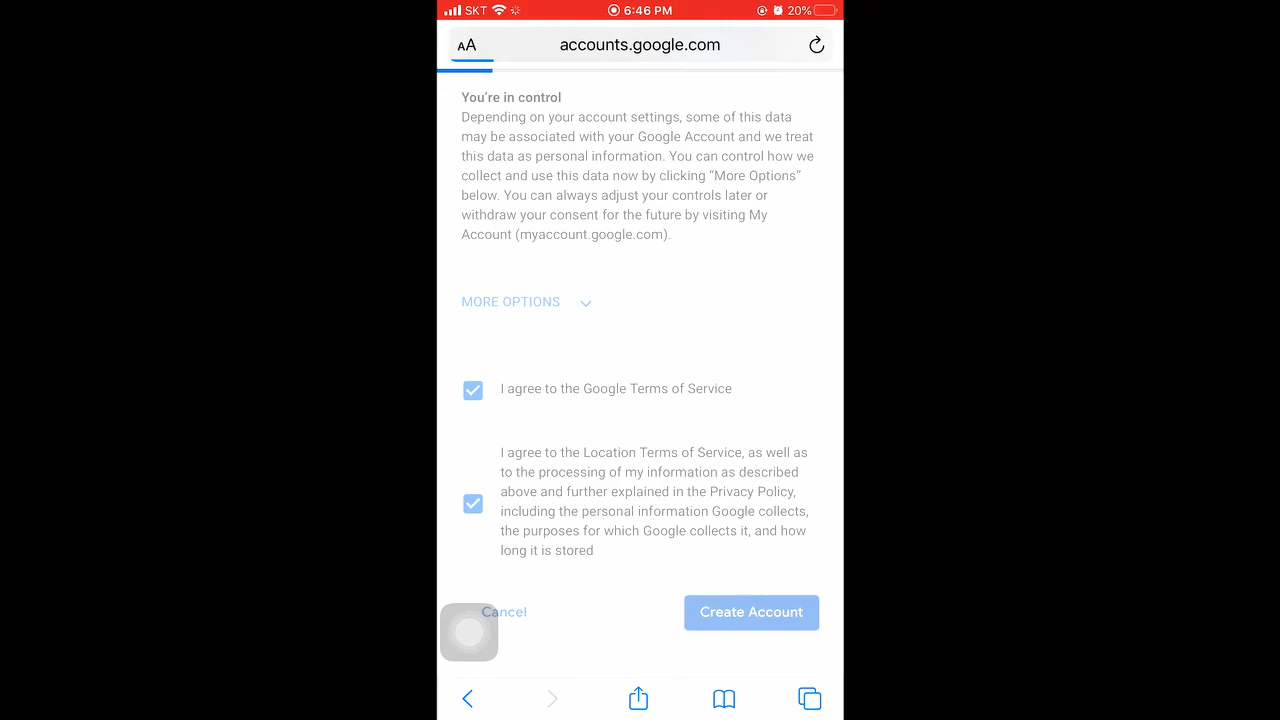 SKT 6:46 PM 20%
AA accounts.google.com
You're in control
Depending on your account settings, some of this data
may be associated with your Google Account and we treat
this data as personal information. You can control how we
collect and use this data now by clicking “More Options”
below. You can always adjust your controls later or
withdraw your consent for the future by visiting My
Account (myaccount.google.com).
MORE OPTIONS
I agree to the Google Terms of Service
I agree to the Location Terms of Service, as well as
to the processing of my information as described
above and further explained in the Privacy Policy,
including the personal information Google collects,
the purposes for which Google collects it, and how
long it is stored
Cancel Create Account